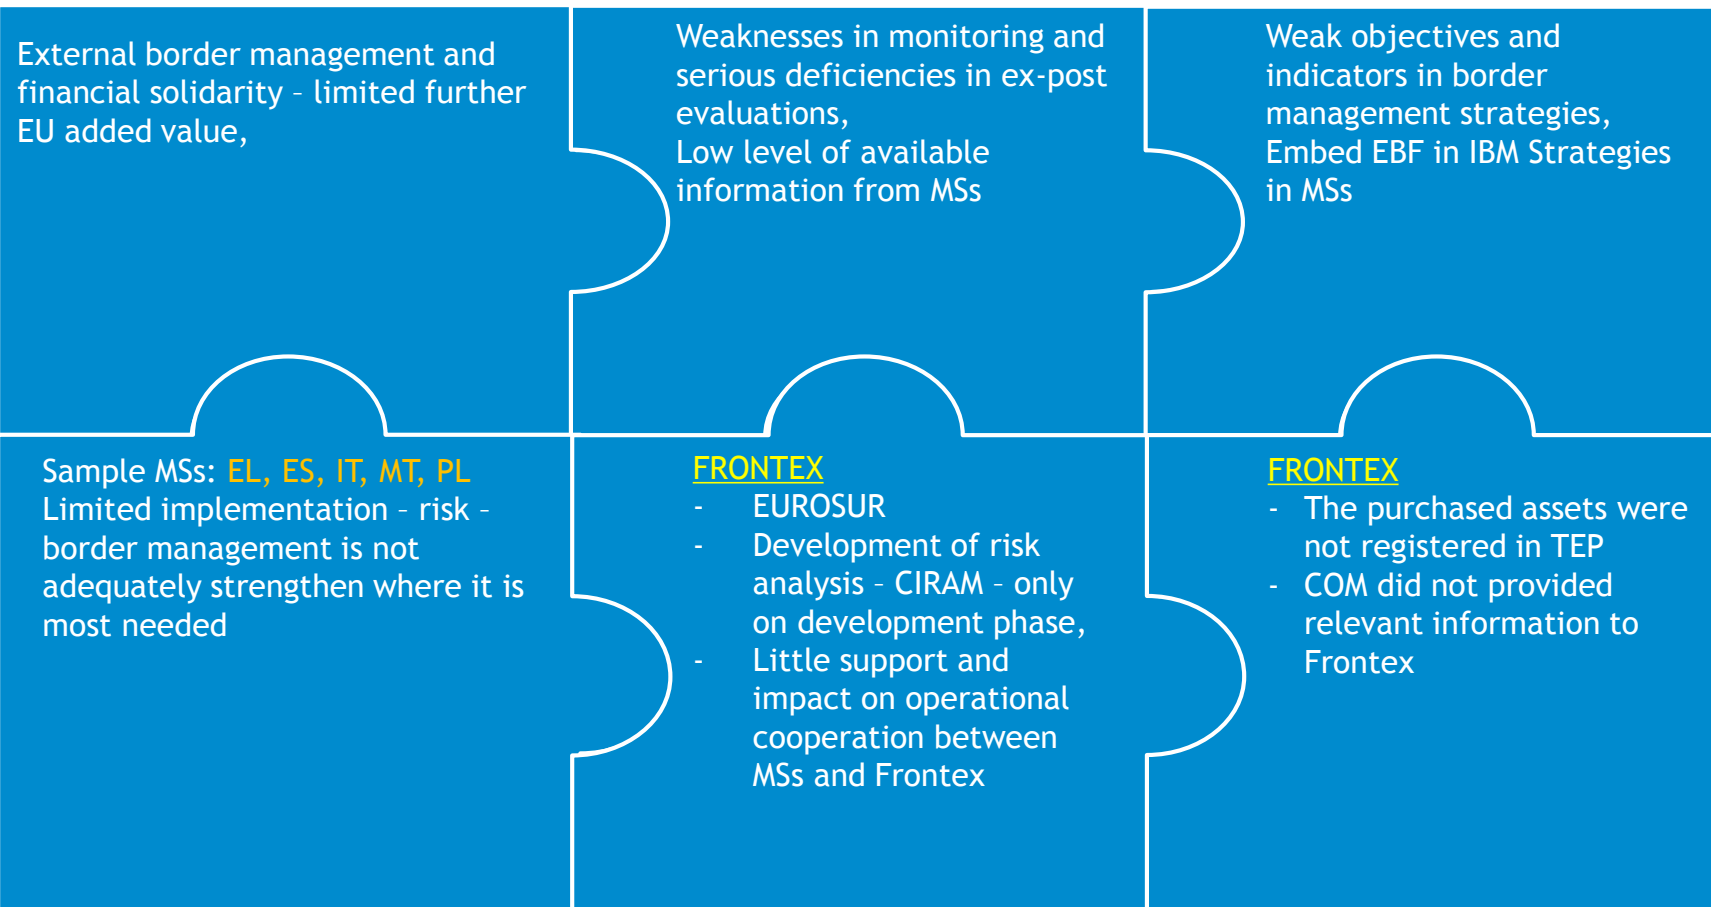 External border management and
financial solidarity – limited further
EU added value,
Weaknesses in monitoring and
serious deficiencies in ex-post
evaluations,
Low level of available
information from MSs
Weak objectives and
indicators in border
management strategies,
Embed EBF in IBM Strategies
in MSs
Sample MSs: EL, ES, IT, MT, PL
Limited implementation – risk –
border management is not
adequately strengthen where it is
most needed
FRONTEX
- EUROSUR
- Development of risk
analysis – CIRAM – only
on development phase,
- Little support and
impact on operational
cooperation between
MSs and Frontex
FRONTEX
- The purchased assets were
not registered in TEP
- COM did not provided
relevant information to
Frontex